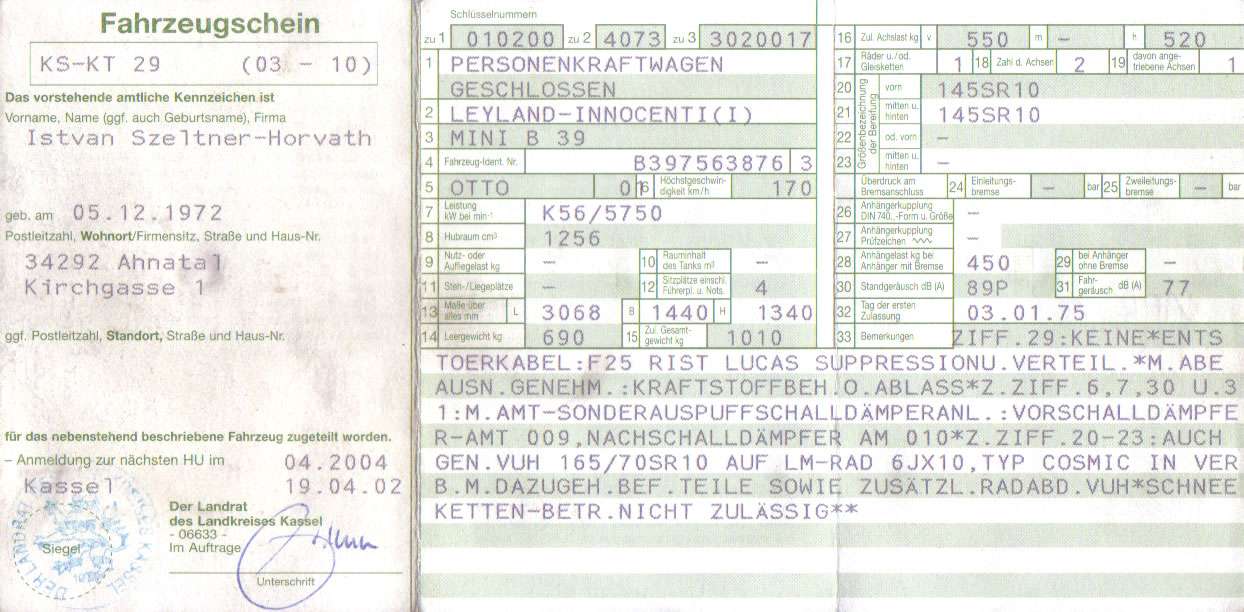 Fahrzeugschein
KS-KT 29 (03 - 10)
Das vorstehende amtliche Kennzeichen ist
Vorname, Name (ggf. auch Geburtsname), Firma
Istvan Szeltner-Horvath
geb. am 05.12.1972
Postleitzahl, Wohnort/Firmensitz, Straße und Haus-Nr.
34292 Ahnatal
Kirchgasse 1
ggf. Postleitzahl, Standort, Straße und Haus-Nr.
für das nebenstehend beschriebene Fahrzeug zugeteilt worden.
– Anmeldung zur nächsten HU im 04.2004
Kassel 19.04.02
Der Landrat
des Landkreises Kassel
- 06633 -
Im Auftrage
Siegel
Unterschrift
Schlüsselnummern
zu 1 010200 zu 2 4073 zu 3 3020017
1 PERSONENKRAFTWAGEN
GESCHLOSSEN
2 LEYLAND-INNOCENTI(I)
3 MINI B 39
4 Fahrzeug-Ident. Nr. B397563876 3
5 OTTO 01 6 Höchstgeschwindigkeit km/h 170
7 Leistung kW bei min⁻¹ K56/5750
8 Hubraum cm³ 1256
9 Nutz- oder Aufliegelast kg – 10 Rauminhalt des Tanks m³ –
11 Steh-/Liegeplätze – 12 Sitzplätze einschl. Führerpl. u. Nots. 4
13 Maße über alles mm L 3068 B 1440 H 1340
14 Leergewicht kg 690 15 Zul. Gesamtgewicht kg 1010
16 Zul. Achslast kg v 550 m – h 520
17 Räder u./od. Gleisketten 1 18 Zahl d. Achsen 2 19 davon angetriebene Achsen 1
Größenbezeichnung der Bereifung
20 vorn 145SR10
21 mitten u. hinten 145SR10
22 od. vorn –
23 mitten u. hinten –
Überdruck am Bremsanschluss 24 Einleitungsbremse – bar 25 Zweileitungsbremse – bar
26 Anhängerkupplung DIN 740..-Form u. Größe –
27 Anhängerkupplung Prüfzeichen –
28 Anhängelast kg bei Anhänger mit Bremse 450 29 bei Anhänger ohne Bremse –
30 Standgeräusch dB (A) 89P 31 Fahrgeräusch dB (A) 77
32 Tag der ersten Zulassung 03.01.75
33 Bemerkungen ZIFF.29:KEINE*ENTS
TOERKABEL:F25 RIST LUCAS SUPPRESSIONU.VERTEIL.*M.ABE
AUSN.GENEHM.:KRAFTSTOFFBEH.O.ABLASS*Z.ZIFF.6,7,30 U.3
1:M.AMT-SONDERAUSPUFFSCHALLDÄMPERANL.:VORSCHALLDÄMPFE
R-AMT 009,NACHSCHALLDÄMPFER AM 010*Z.ZIFF.20-23:AUCH
GEN.VUH 165/70SR10 AUF LM-RAD 6JX10,TYP COSMIC IN VER
B.M.DAZUGEH.BEF.TEILE SOWIE ZUSÄTZL.RADABD.VUH*SCHNEE
KETTEN-BETR.NICHT ZULÄSSIG**